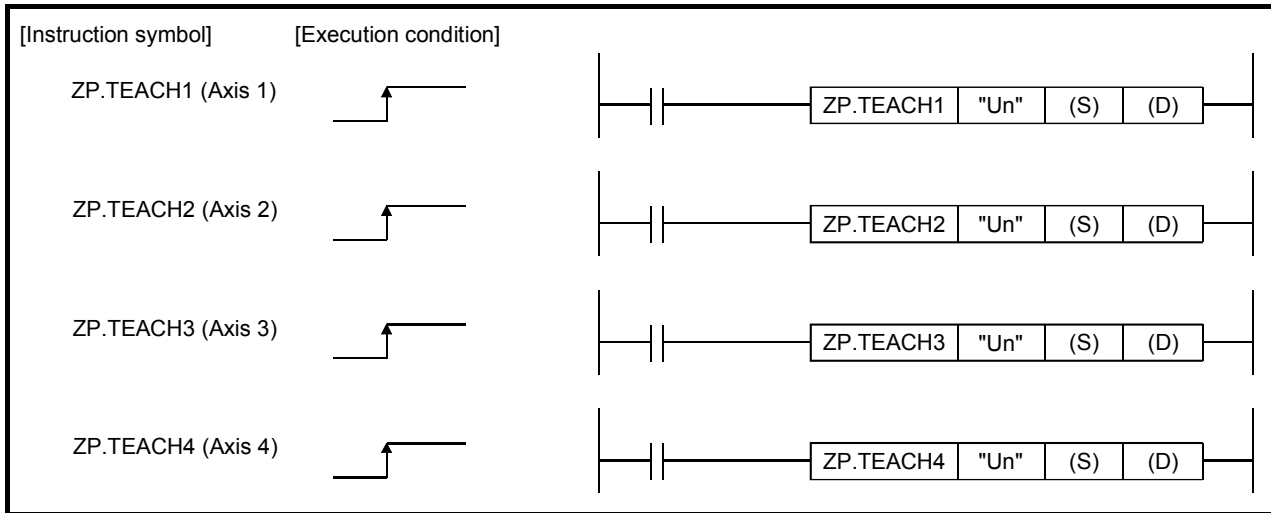 [Instruction symbol] [Execution condition]
ZP.TEACH1 (Axis 1) ZP.TEACH1 "Un" (S) (D)
ZP.TEACH2 (Axis 2) ZP.TEACH2 "Un" (S) (D)
ZP.TEACH3 (Axis 3) ZP.TEACH3 "Un" (S) (D)
ZP.TEACH4 (Axis 4) ZP.TEACH4 "Un" (S) (D)